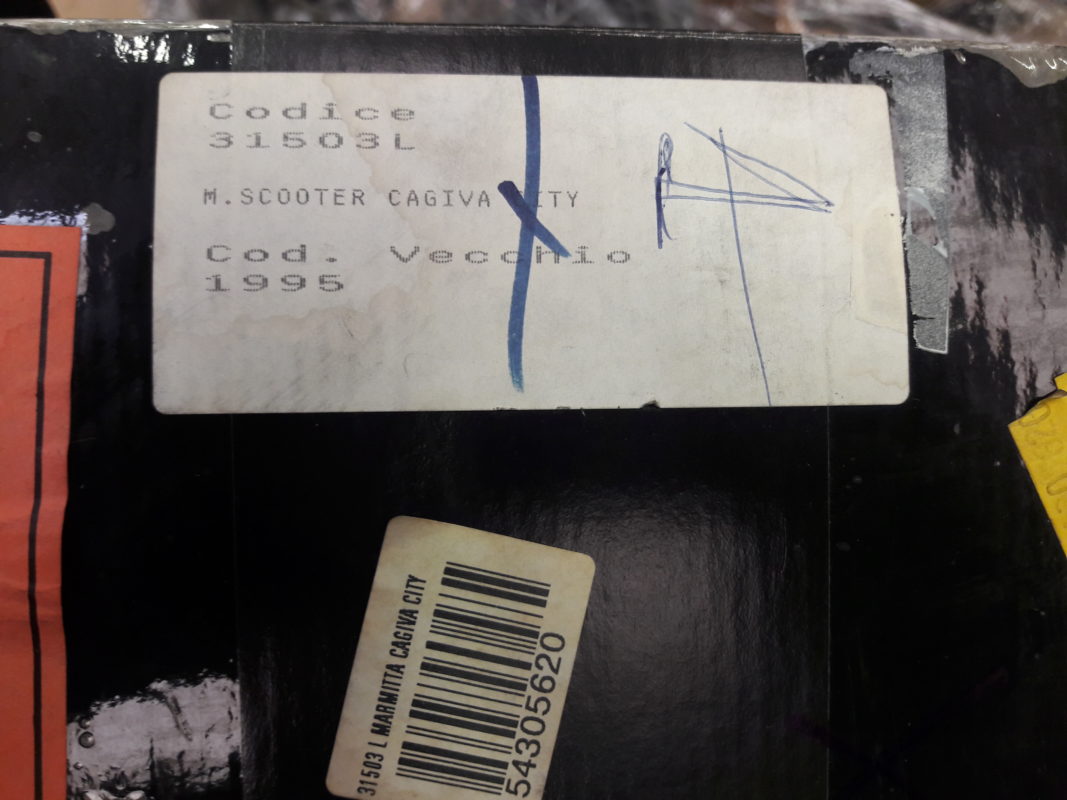 Codice
31503L
M.SCOOTER CAGIVA CITY
Cod. Vecchio
1995
31503 L MARMITTA CAGIVA CITY
54305620